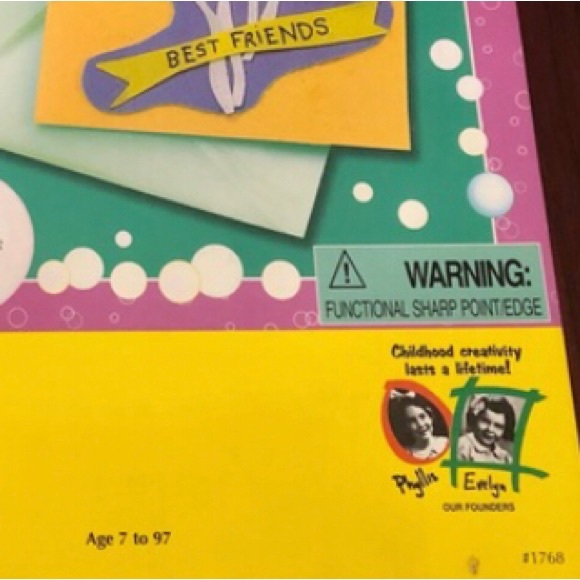 BEST FRIENDS
WARNING:
FUNCTIONAL SHARP POINT/EDGE
Childhood creativity
lasts a lifetime!
Phyllis Evelyn
OUR FOUNDERS
Age 7 to 97
#1768